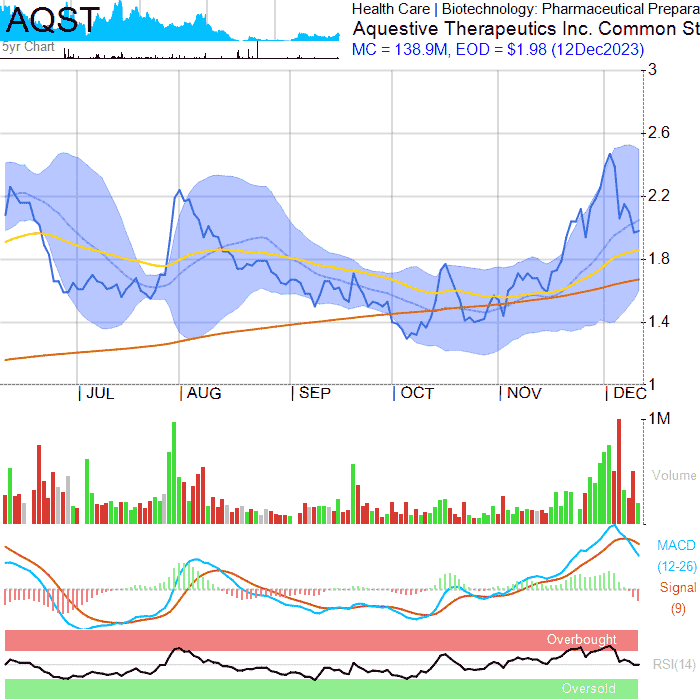 AQST
5yr Chart
Health Care | Biotechnology: Pharmaceutical Prepara
Aquestive Therapeutics Inc. Common St
MC = 138.9M, EOD = $1.98 (12Dec2023)
3
2.6
2.2
1.8
1.4
1
| JUL
| AUG
| SEP
| OCT
| NOV
| DEC
1M
Volume
MACD
(12-26)
Signal
(9)
Overbought
RSI(14)
Oversold